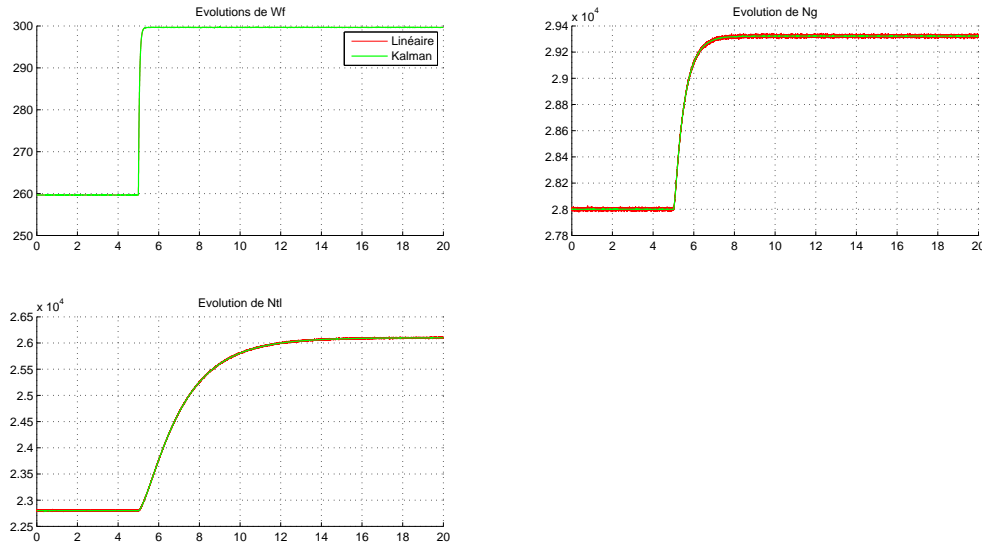 Evolutions de Wf
300
290
280
270
260
250
0 2 4 6 8 10 12 14 16 18 20
Linéaire
Kalman
Evolution de Ng
x 10^4
2.94
2.92
2.9
2.88
2.86
2.84
2.82
2.8
2.78
0 2 4 6 8 10 12 14 16 18 20
Evolution de Ntl
x 10^4
2.65
2.6
2.55
2.5
2.45
2.4
2.35
2.3
2.25
0 2 4 6 8 10 12 14 16 18 20